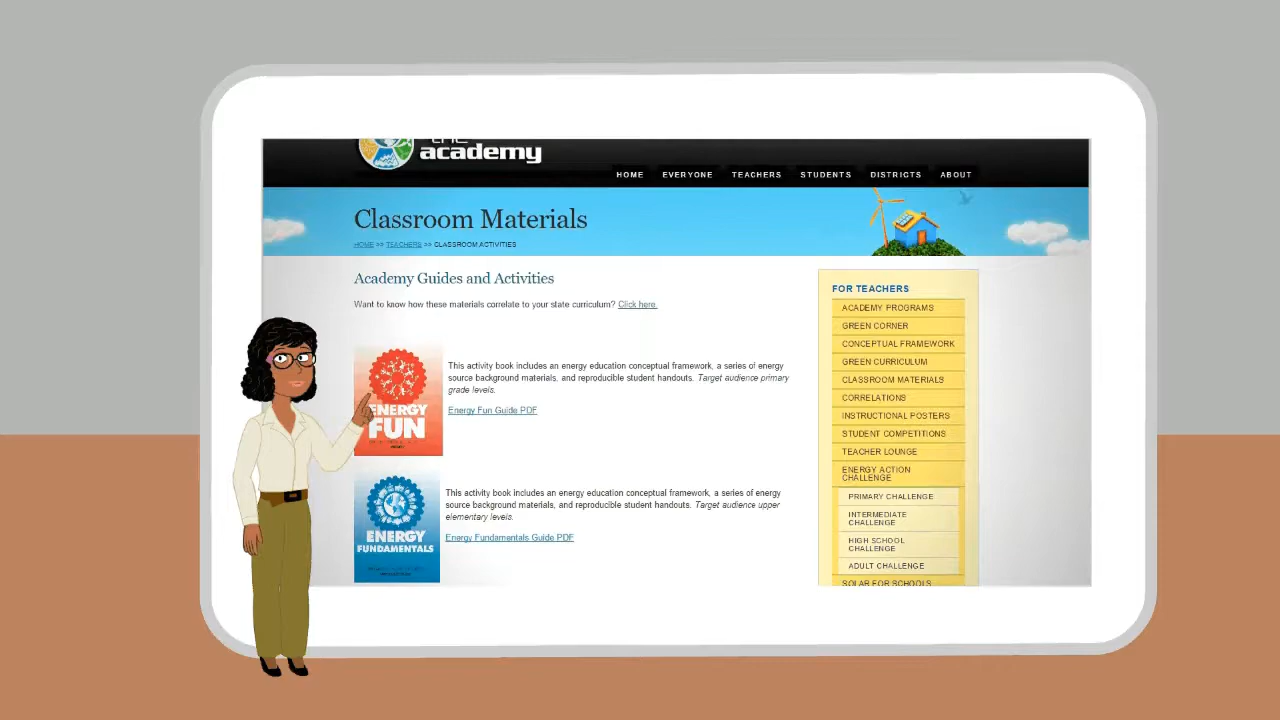 the
academy
HOME EVERYONE TEACHERS STUDENTS DISTRICTS ABOUT
Classroom Materials
HOME >> TEACHERS >> CLASSROOM ACTIVITIES
Academy Guides and Activities
Want to know how these materials correlate to your state curriculum? Click here.
ENERGY
FUN
This activity book includes an energy education conceptual framework, a series of energy
source background materials, and reproducible student handouts. Target audience primary
grade levels.
Energy Fun Guide PDF
ENERGY
FUNDAMENTALS
This activity book includes an energy education conceptual framework, a series of energy
source background materials, and reproducible student handouts. Target audience upper
elementary levels.
Energy Fundamentals Guide PDF
FOR TEACHERS
ACADEMY PROGRAMS
GREEN CORNER
CONCEPTUAL FRAMEWORK
GREEN CURRICULUM
CLASSROOM MATERIALS
CORRELATIONS
INSTRUCTIONAL POSTERS
STUDENT COMPETITIONS
TEACHER LOUNGE
ENERGY ACTION
CHALLENGE
PRIMARY CHALLENGE
INTERMEDIATE
CHALLENGE
HIGH SCHOOL
CHALLENGE
ADULT CHALLENGE
SOLAR FOR SCHOOLS